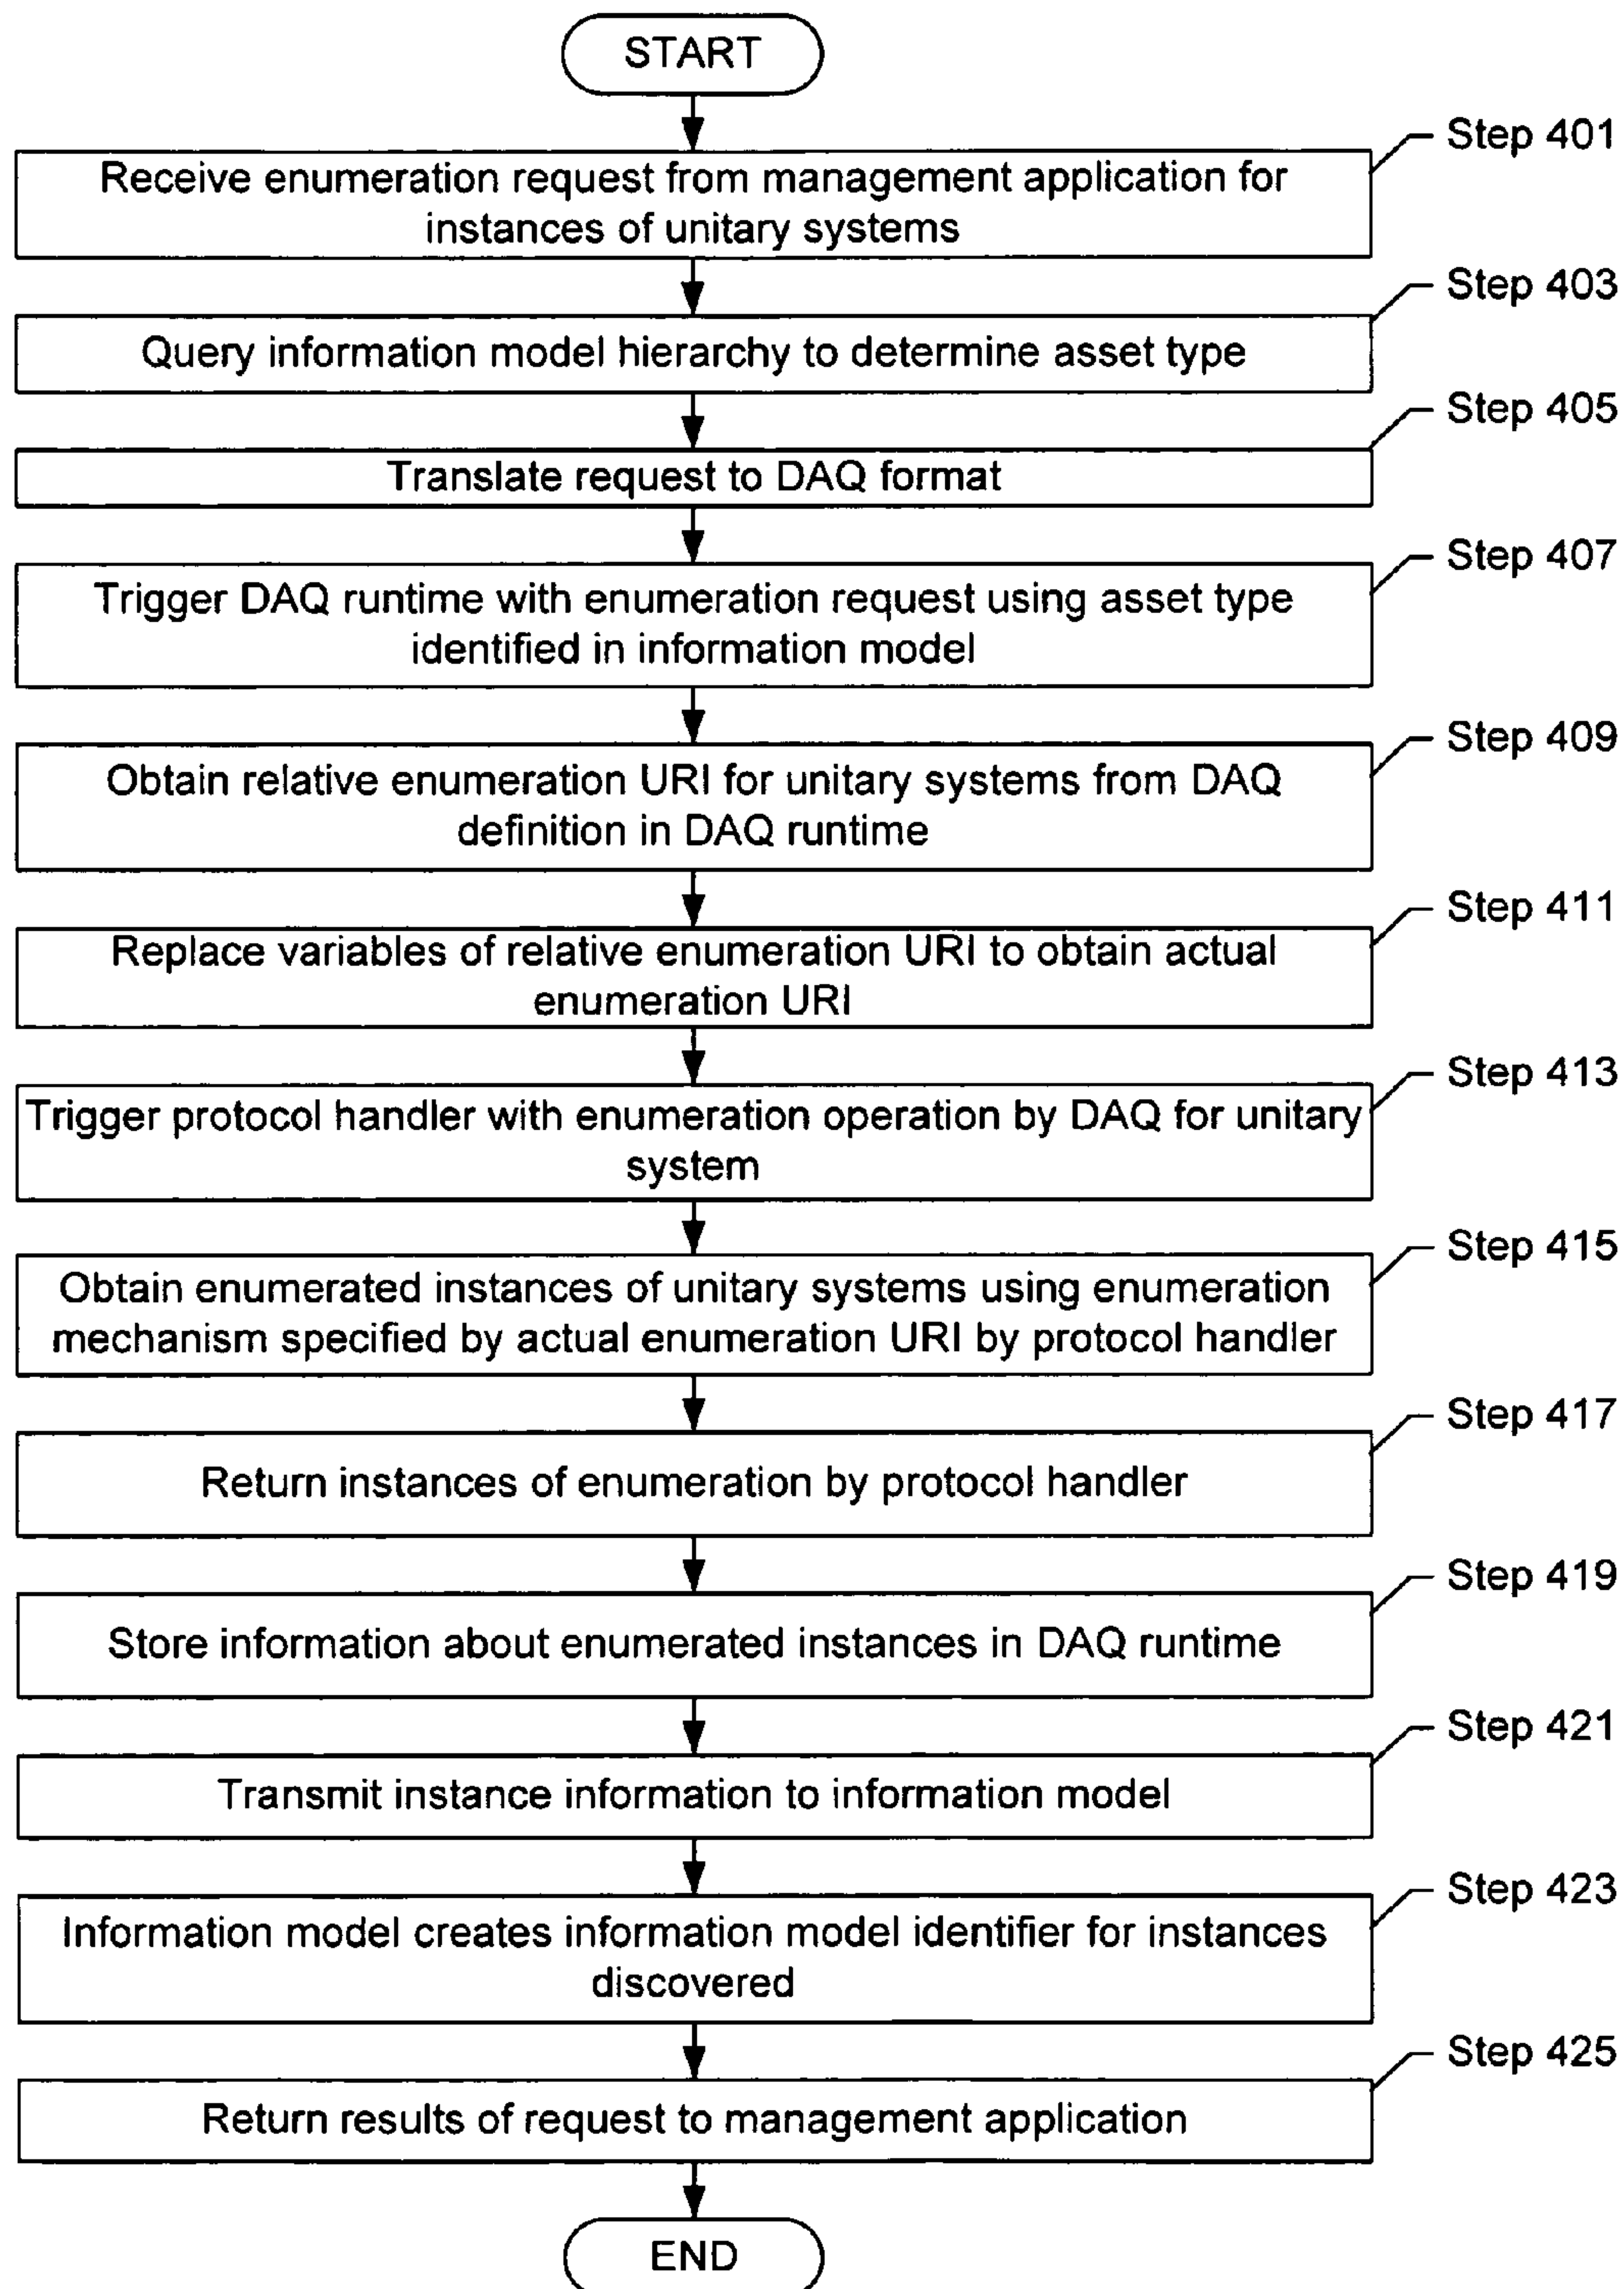 START
Step 401
Receive enumeration request from management application for
instances of unitary systems
Step 403
Query information model hierarchy to determine asset type
Step 405
Translate request to DAQ format
Step 407
Trigger DAQ runtime with enumeration request using asset type
identified in information model
Step 409
Obtain relative enumeration URI for unitary systems from DAQ
definition in DAQ runtime
Step 411
Replace variables of relative enumeration URI to obtain actual
enumeration URI
Step 413
Trigger protocol handler with enumeration operation by DAQ for unitary
system
Step 415
Obtain enumerated instances of unitary systems using enumeration
mechanism specified by actual enumeration URI by protocol handler
Step 417
Return instances of enumeration by protocol handler
Step 419
Store information about enumerated instances in DAQ runtime
Step 421
Transmit instance information to information model
Step 423
Information model creates information model identifier for instances
discovered
Step 425
Return results of request to management application
END